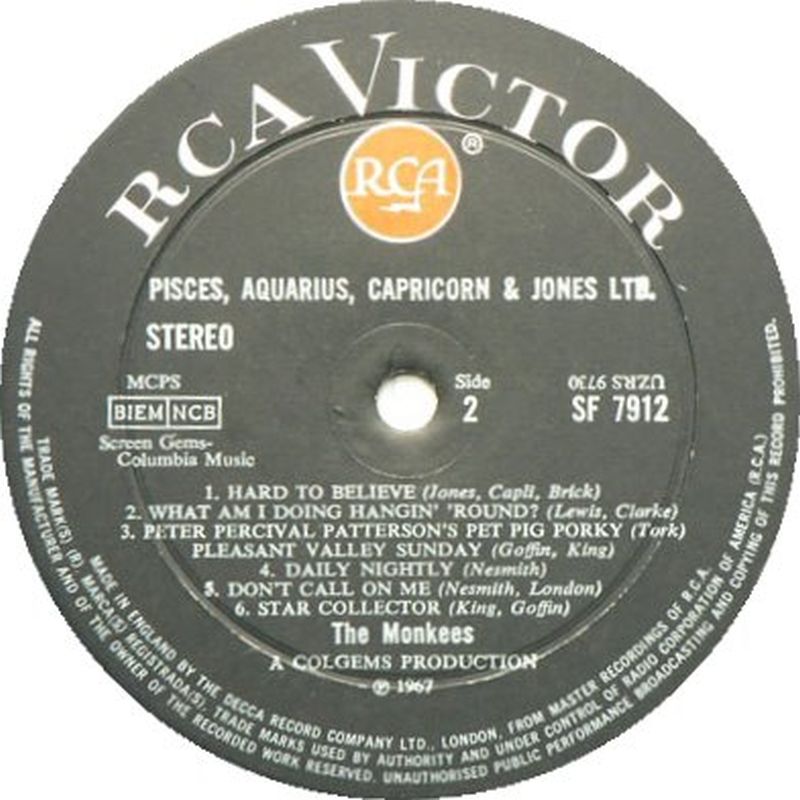 RCA VICTOR
RCA ®
PISCES, AQUARIUS, CAPRICORN & JONES LTD.
STEREO
MCPS
BIEM NCB
Screen Gems-
Columbia Music
Side
2
UZRS 9730
SF 7912
1. HARD TO BELIEVE (Jones, Capli, Brick)
2. WHAT AM I DOING HANGIN' 'ROUND? (Lewis, Clarke)
3. PETER PERCIVAL PATTERSON'S PET PIG PORKY (Tork)
PLEASANT VALLEY SUNDAY (Goffin, King)
4. DAILY NIGHTLY (Nesmith)
5. DON'T CALL ON ME (Nesmith, London)
6. STAR COLLECTOR (King, Goffin)
The Monkees
A COLGEMS PRODUCTION
℗ 1967
MADE IN ENGLAND BY THE DECCA RECORD COMPANY LTD., LONDON, FROM MASTER RECORDINGS OF R.C.A.
TRADE MARK(S) (R). MARCA(S) REGISTRADA(S). TRADE MARKS USED BY AUTHORITY AND UNDER CONTROL OF RADIO CORPORATION OF AMERICA (R.C.A.)
ALL RIGHTS OF THE MANUFACTURER AND OF THE OWNER OF THE RECORDED WORK RESERVED. UNAUTHORISED PUBLIC PERFORMANCE BROADCASTING AND COPYING OF THIS RECORD PROHIBITED.